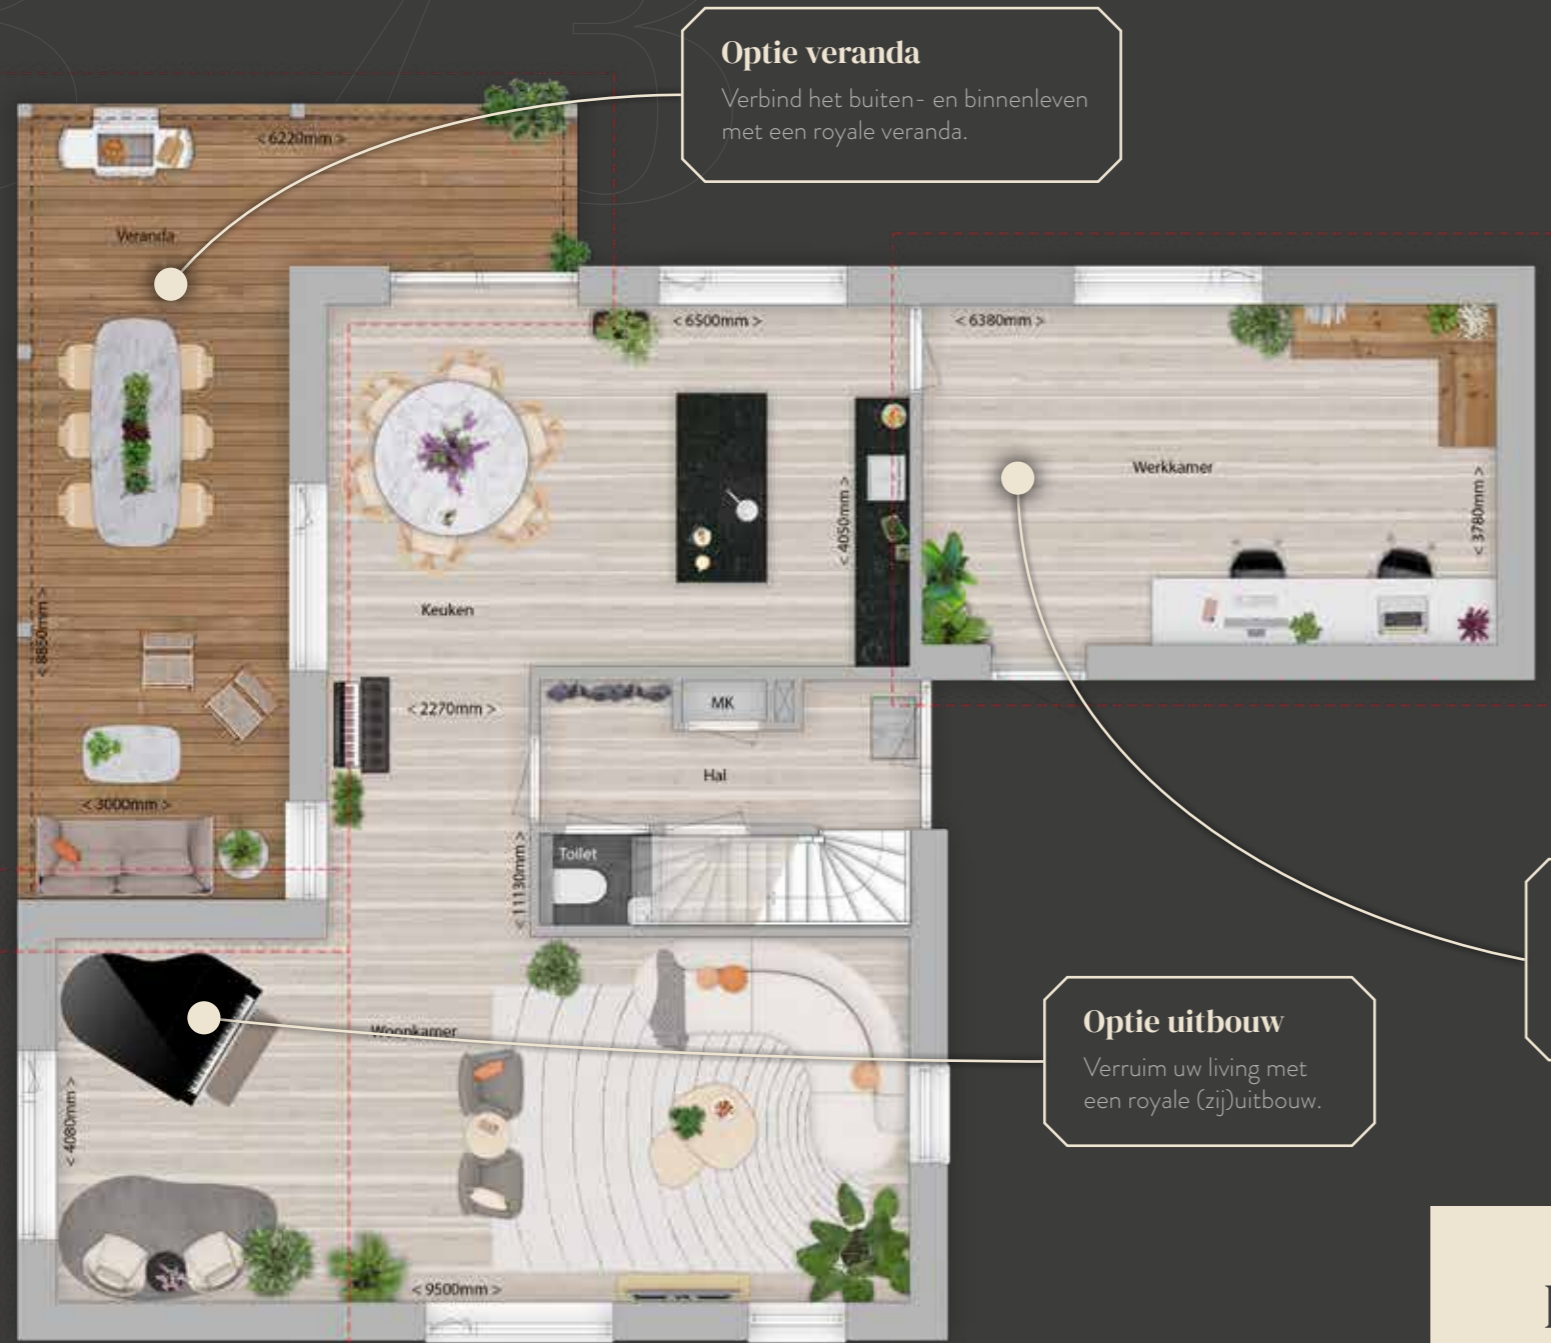 Optie veranda
Verbind het buiten- en binnenleven
met een royale veranda.
< 6220mm >
Veranda
< 6500mm >
< 6380mm >
Werkkamer
< 4050mm >
< 3780mm >
Keuken
< 8850mm >
< 2270mm >
MK
Hal
< 3000mm >
Toilet
< 11130mm >
Woonkamer
Optie uitbouw
Verruim uw living met
een royale (zij)uitbouw.
< 4080mm >
< 9500mm >